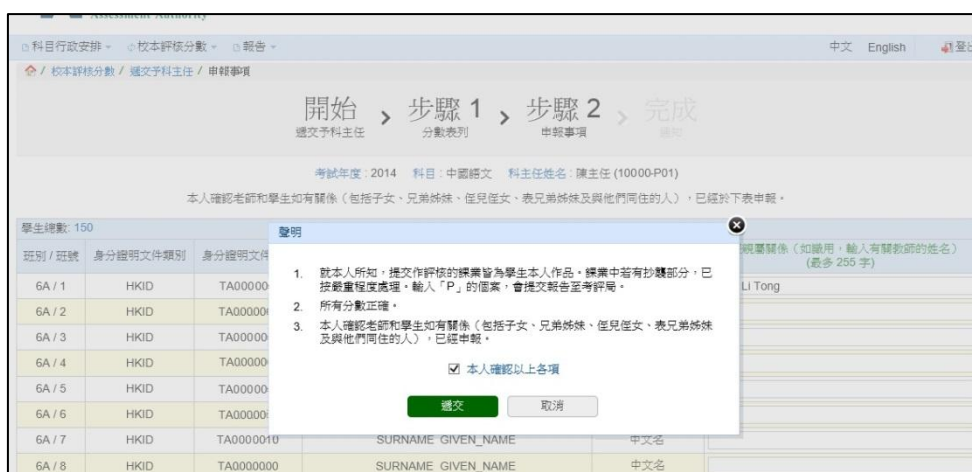 Assessment Authority
科目行政安排 校本評核分數 報告 中文 English 登出
/ 校本評核分數 / 遞交予科主任 / 申報事項
開始 > 步驟 1 > 步驟 2 > 完成
遞交予科主任 分數表列 申報事項 通知
考試年度 : 2014 科目 : 中國語文 科主任姓名 : 陳主任 (10000-P01)
本人確認老師和學生如有關係（包括子女、兄弟姊妹、侄兒侄女、表兄弟姊妹及與他們同住的人），已經於下表申報。
學生總數: 150
聲明
班別 / 班號 身分證明文件類別 身分證明文件 親屬關係（如識用，輸入有關教師的姓名）
(最多 255 字)
1. 就本人所知，提交作評核的課業皆為學生本人作品。課業中若有抄襲部分，已
按嚴重程度處理。輸入「P」的個案，會提交報告至考評局。
2. 所有分數正確。
3. 本人確認老師和學生如有關係（包括子女、兄弟姊妹、侄兒侄女、表兄弟姊妹
及與他們同住的人），已經申報。
本人確認以上各項
遞交 取消
6A / 1 HKID TA00000 Li Tong
6A / 2 HKID TA00000
6A / 3 HKID TA00000
6A / 4 HKID TA00000
6A / 5 HKID TA00000
6A / 6 HKID TA00000
6A / 7 HKID TA0000010 SURNAME GIVEN_NAME 中文名
6A / 8 HKID TA0000000 SURNAME GIVEN_NAME 中文名